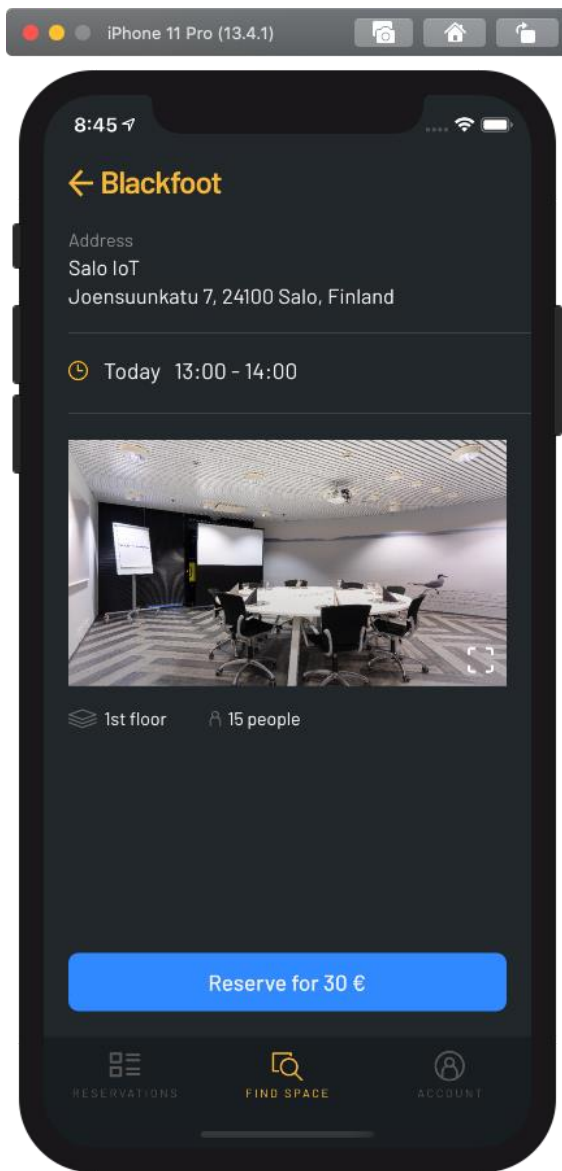 iPhone 11 Pro (13.4.1)
8:45
Blackfoot
Address
Salo IoT
Joensuunkatu 7, 24100 Salo, Finland
Today 13:00 - 14:00
1st floor 15 people
Reserve for 30 €
RESERVATIONS FIND SPACE ACCOUNT